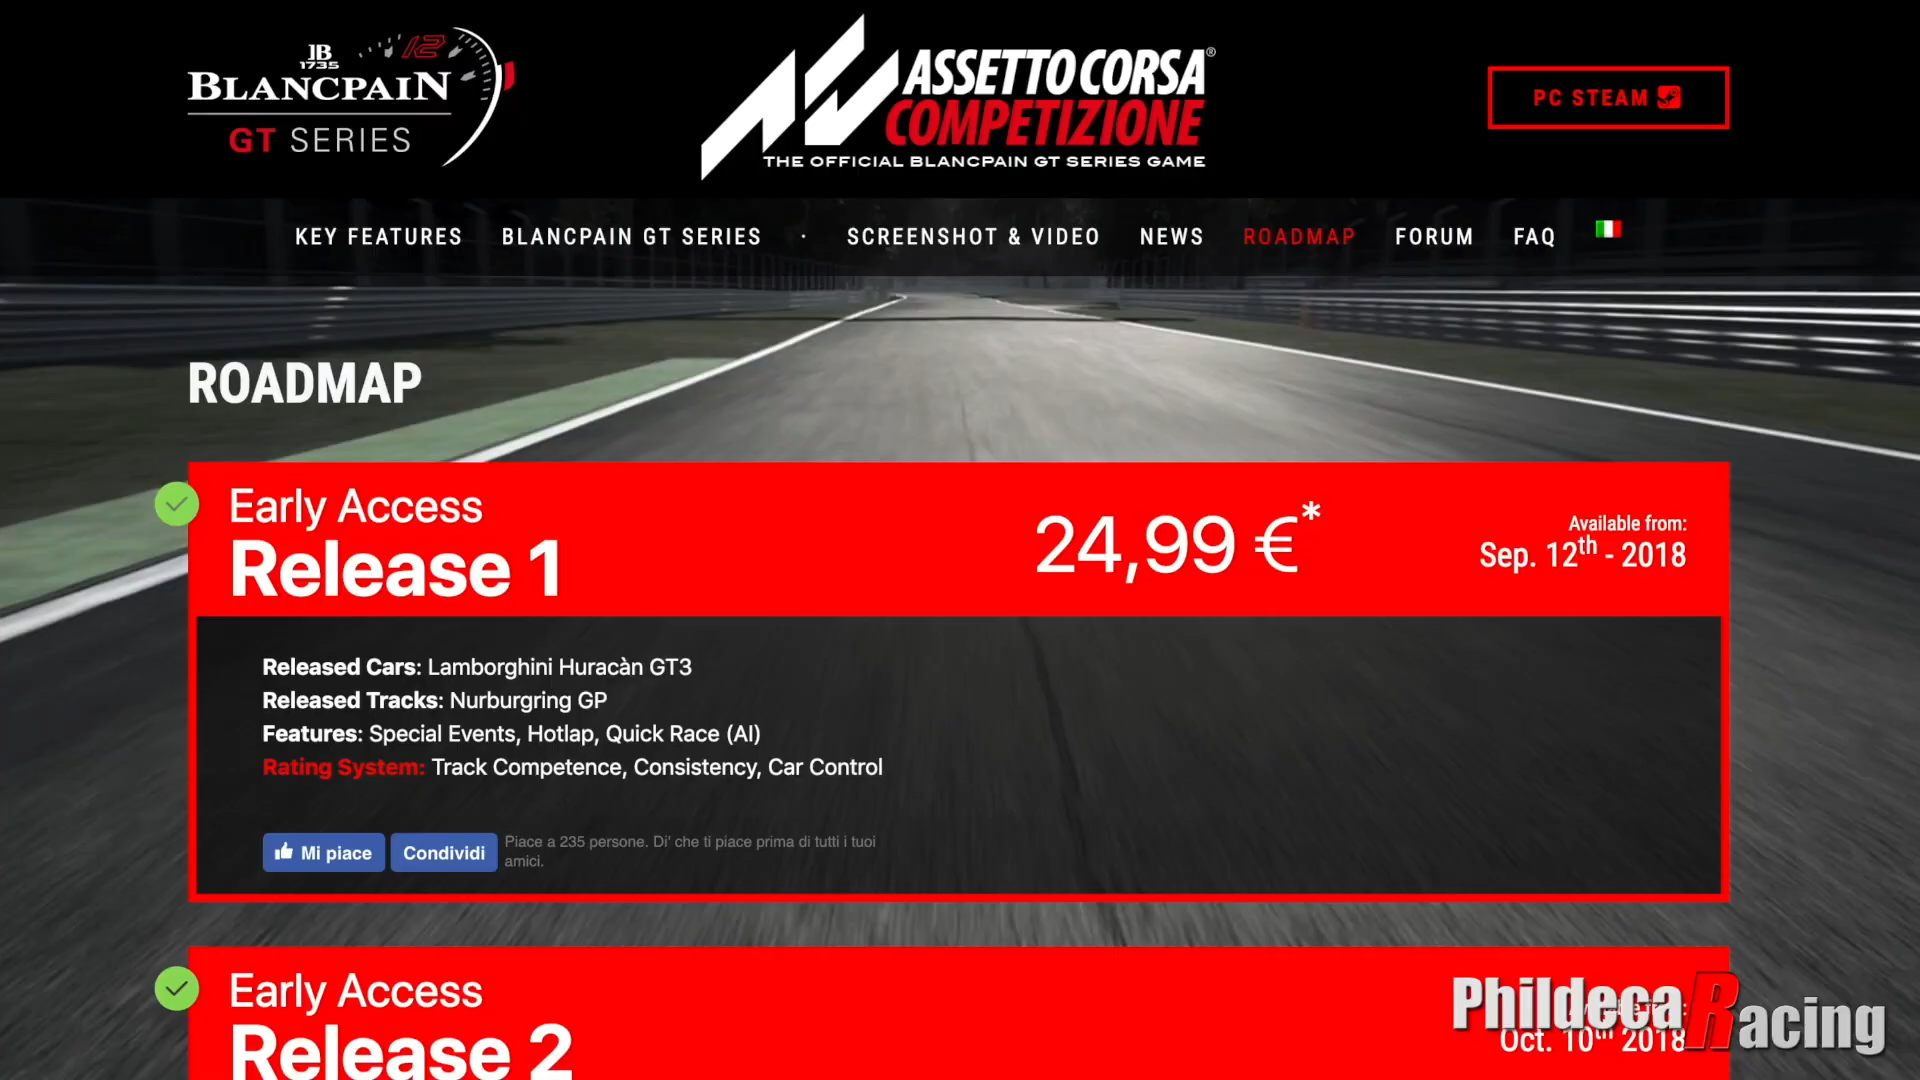 JB
1735
12
BLANCPAIN
GT SERIES
ASSETTO CORSA®
COMPETIZIONE
THE OFFICIAL BLANCPAIN GT SERIES GAME
PC STEAM
KEY FEATURES BLANCPAIN GT SERIES · SCREENSHOT & VIDEO NEWS ROADMAP FORUM FAQ
ROADMAP
Early Access
Release 1
24,99 €*
Available from:
Sep. 12th - 2018
Released Cars: Lamborghini Huracàn GT3
Released Tracks: Nurburgring GP
Features: Special Events, Hotlap, Quick Race (AI)
Rating System: Track Competence, Consistency, Car Control
Mi piace
Condividi
Piace a 235 persone. Di' che ti piace prima di tutti i tuoi
amici.
Early Access
Release 2
Oct. 10th 2018
Phildeca Racing